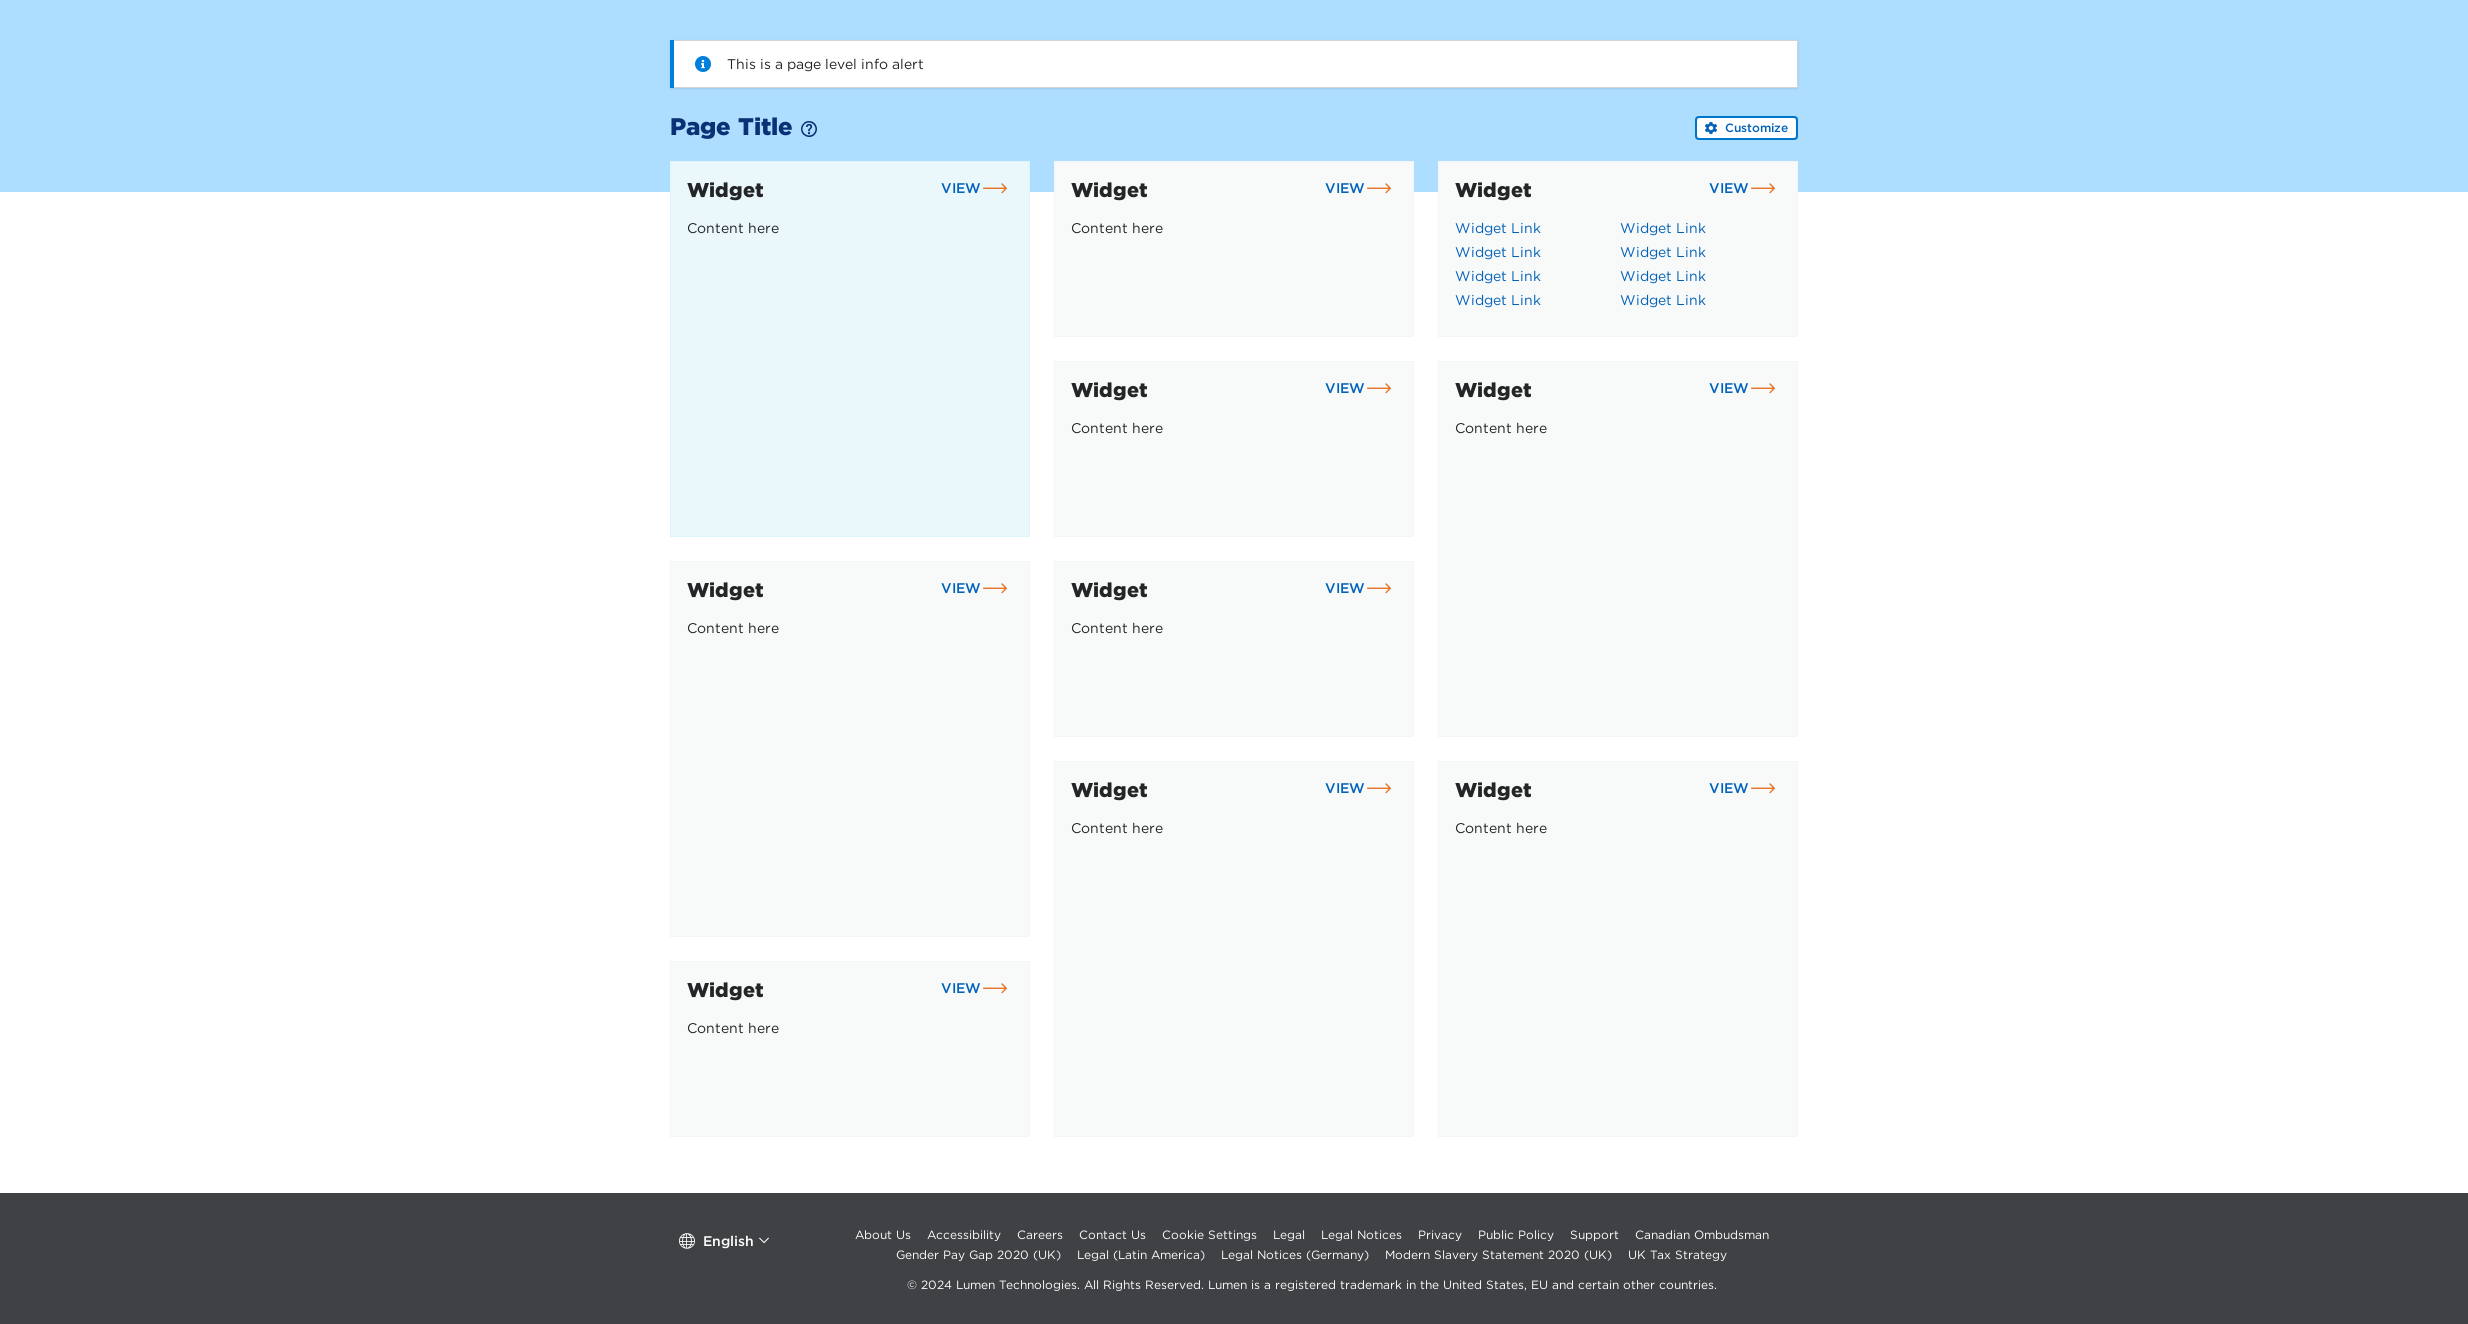 This is a page level info alert
Page Title
Customize
Widget VIEW
Content here
Widget VIEW
Content here
Widget VIEW
Widget Link Widget Link
Widget Link Widget Link
Widget Link Widget Link
Widget Link Widget Link
Widget VIEW
Content here
Widget VIEW
Content here
Widget VIEW
Content here
Widget VIEW
Content here
Widget VIEW
Content here
Widget VIEW
Content here
Widget VIEW
Content here
English
About Us Accessibility Careers Contact Us Cookie Settings Legal Legal Notices Privacy Public Policy Support Canadian Ombudsman
Gender Pay Gap 2020 (UK) Legal (Latin America) Legal Notices (Germany) Modern Slavery Statement 2020 (UK) UK Tax Strategy
© 2024 Lumen Technologies. All Rights Reserved. Lumen is a registered trademark in the United States, EU and certain other countries.